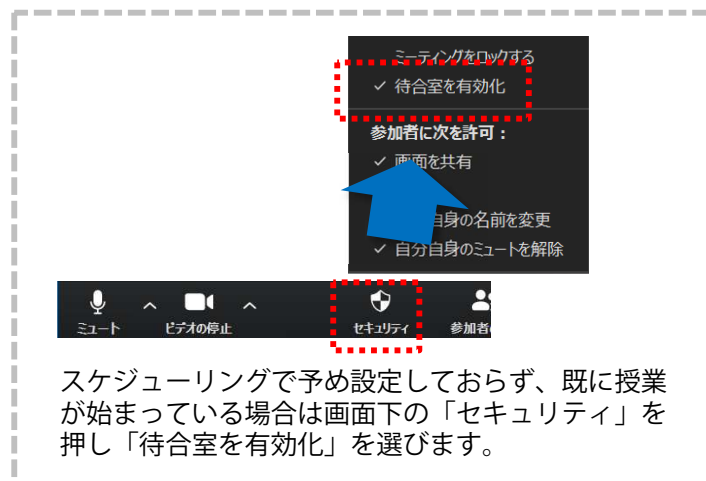 ミーティングをロックする
✓ 待合室を有効化
参加者に次を許可：
✓ 画面を共有
自身の名前を変更
✓ 自分自身のミュートを解除
ミュート ビデオの停止 セキュリティ 参加者
スケジューリングで予め設定しておらず、既に授業
が始まっている場合は画面下の「セキュリティ」を
押し「待合室を有効化」を選びます。